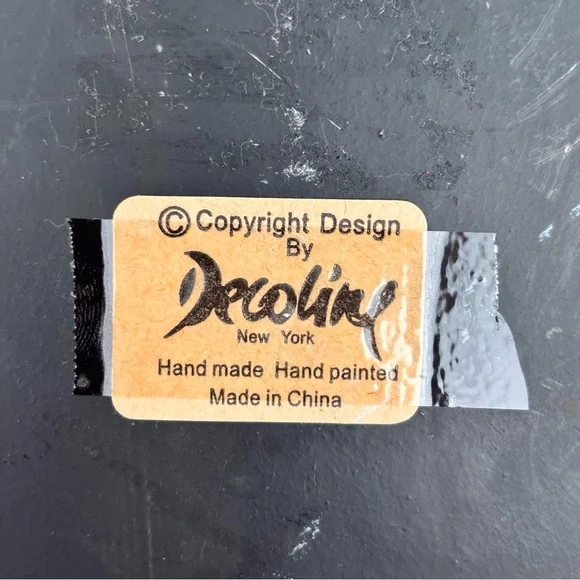 © Copyright Design
By
Decoline
New York
Hand made Hand painted
Made in China